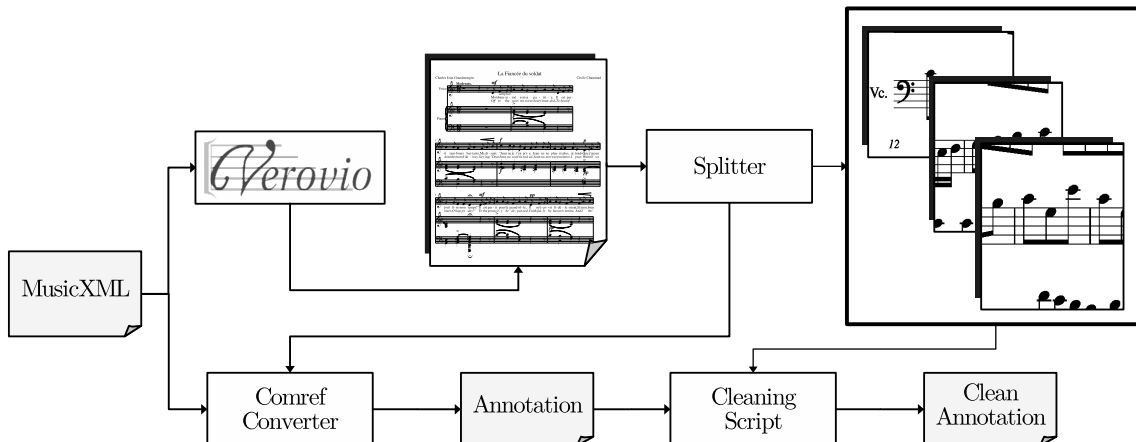 La Fiancée du soldat
Verovio
Splitter
Vc.
12
MusicXML
Comref
Converter
Annotation
Cleaning
Script
Clean
Annotation